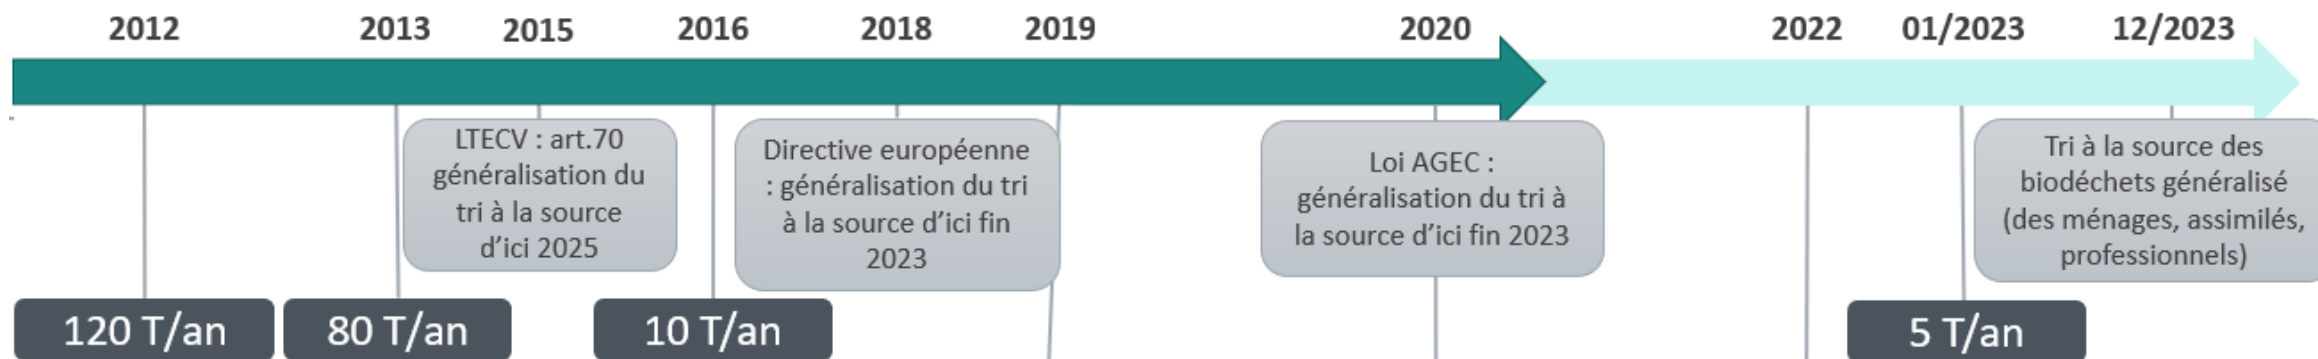 2012 2013 2015 2016 2018 2019 2020 2022 01/2023 12/2023
LTECV : art.70
généralisation du
tri à la source
d’ici 2025
Directive européenne
: généralisation du tri
à la source d’ici fin
2023
Loi AGEC :
généralisation du tri à
la source d’ici fin 2023
Tri à la source des
biodéchets généralisé
(des ménages, assimilés,
professionnels)
120 T/an
80 T/an
10 T/an
5 T/an